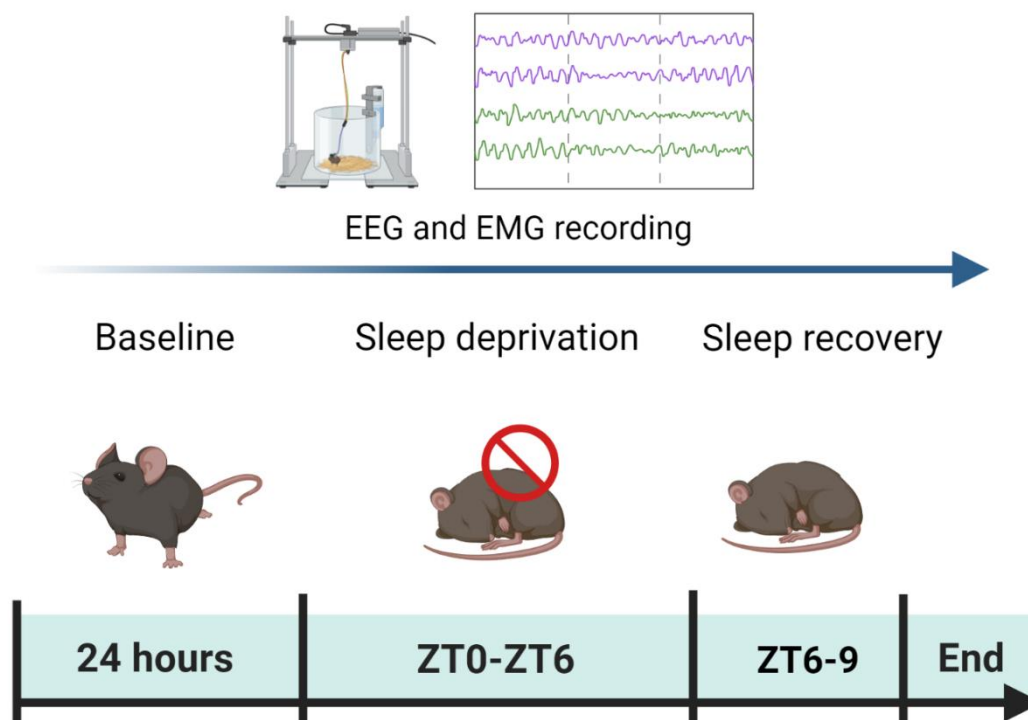 EEG and EMG recording
Baseline
Sleep deprivation
Sleep recovery
24 hours
ZT0-ZT6
ZT6-9
End